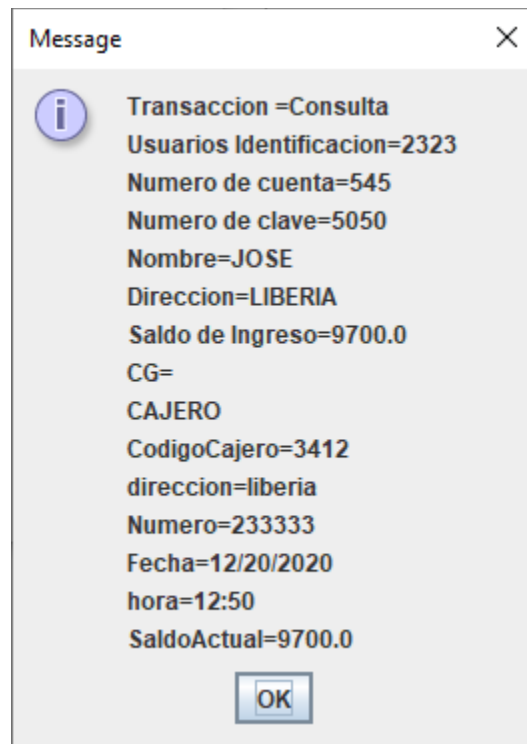 Message
Transaccion =Consulta
Usuarios Identificacion=2323
Numero de cuenta=545
Numero de clave=5050
Nombre=JOSE
Direccion=LIBERIA
Saldo de Ingreso=9700.0
CG=
CAJERO
CodigoCajero=3412
direccion=liberia
Numero=233333
Fecha=12/20/2020
hora=12:50
SaldoActual=9700.0
OK